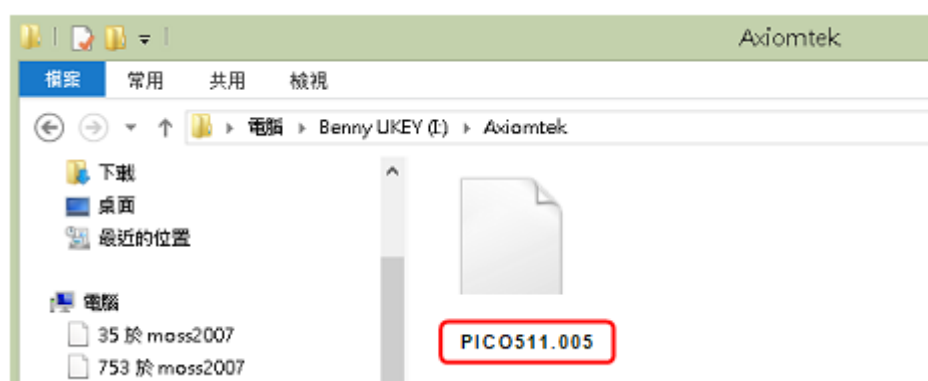 Axiomtek
檔案 常用 共用 檢視
電腦 Benny UKEY (I:) Axiomtek
下載
桌面
最近的位置
電腦
35 於 moss2007
753 於 moss2007
PICO511.005